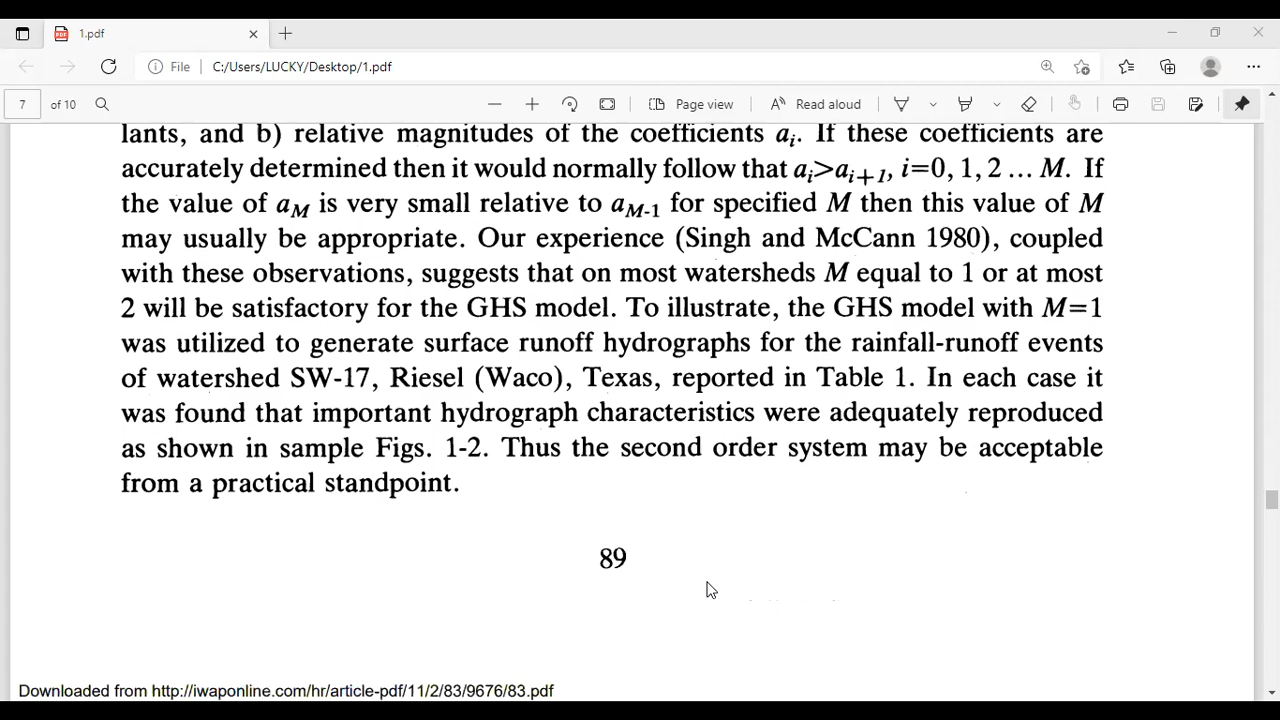 1.pdf
File
C:/Users/LUCKY/Desktop/1.pdf
7 of 10
Page view
Read aloud
lants, and b) relative magnitudes of the coefficients aᵢ. If these coefficients are
accurately determined then it would normally follow that aᵢ>aᵢ₊₁, i=0, 1, 2 ... M. If
the value of a_M is very small relative to a_M-1 for specified M then this value of M
may usually be appropriate. Our experience (Singh and McCann 1980), coupled
with these observations, suggests that on most watersheds M equal to 1 or at most
2 will be satisfactory for the GHS model. To illustrate, the GHS model with M=1
was utilized to generate surface runoff hydrographs for the rainfall-runoff events
of watershed SW-17, Riesel (Waco), Texas, reported in Table 1. In each case it
was found that important hydrograph characteristics were adequately reproduced
as shown in sample Figs. 1-2. Thus the second order system may be acceptable
from a practical standpoint.
89
Downloaded from http://iwaponline.com/hr/article-pdf/11/2/83/9676/83.pdf